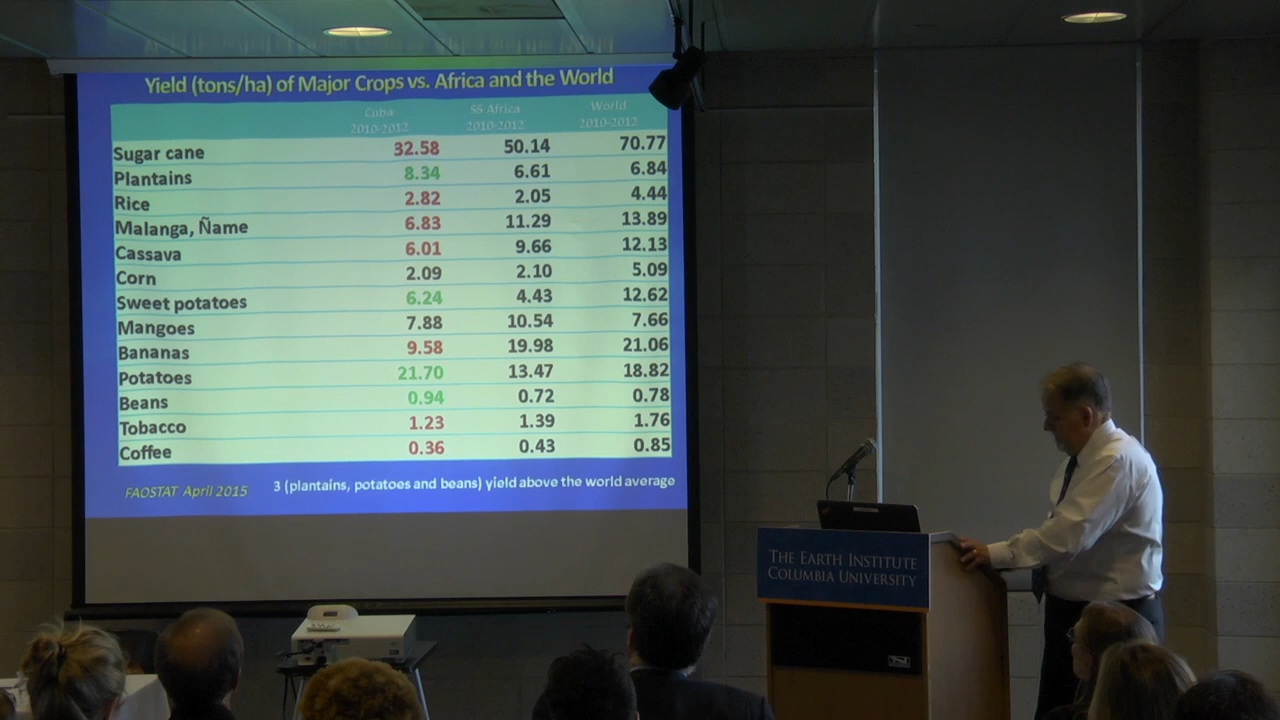 Yield (tons/ha) of Major Crops vs. Africa and the World
Cuba SS Africa World
2010-2012 2010-2012 2010-2012
Sugar cane 32.58 50.14 70.77
Plantains 8.34 6.61 6.84
Rice 2.82 2.05 4.44
Malanga, Ñame 6.83 11.29 13.89
Cassava 6.01 9.66 12.13
Corn 2.09 2.10 5.09
Sweet potatoes 6.24 4.43 12.62
Mangoes 7.88 10.54 7.66
Bananas 9.58 19.98 21.06
Potatoes 21.70 13.47 18.82
Beans 0.94 0.72 0.78
Tobacco 1.23 1.39 1.76
Coffee 0.36 0.43 0.85
FAOSTAT April 2015 3 (plantains, potatoes and beans) yield above the world average
THE EARTH INSTITUTE
COLUMBIA UNIVERSITY